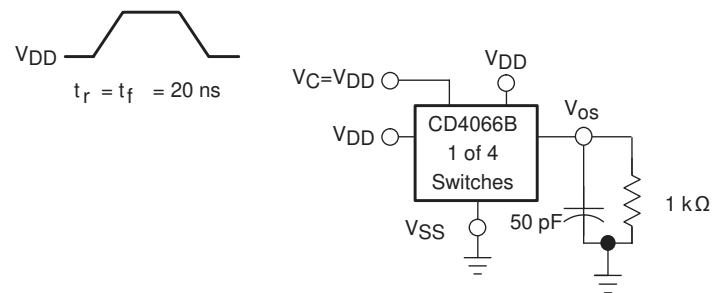 VDD
tr = tf = 20 ns
VC=VDD
VDD
VDD
CD4066B
1 of 4
Switches
Vos
VSS
50 pF
1 kΩ